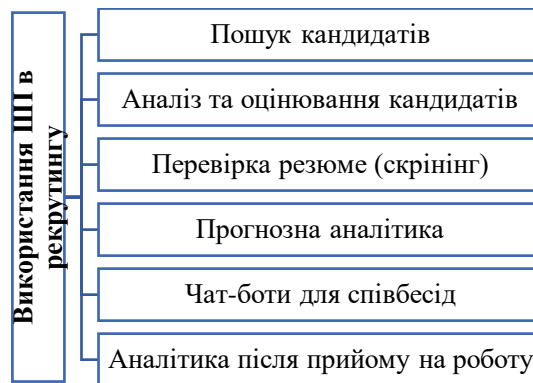 Використання ШІ в
рекрутингу
Пошук кандидатів
Аналіз та оцінювання кандидатів
Перевірка резюме (скрінінг)
Прогнозна аналітика
Чат-боти для співбесід
Аналітика після прийому на роботу